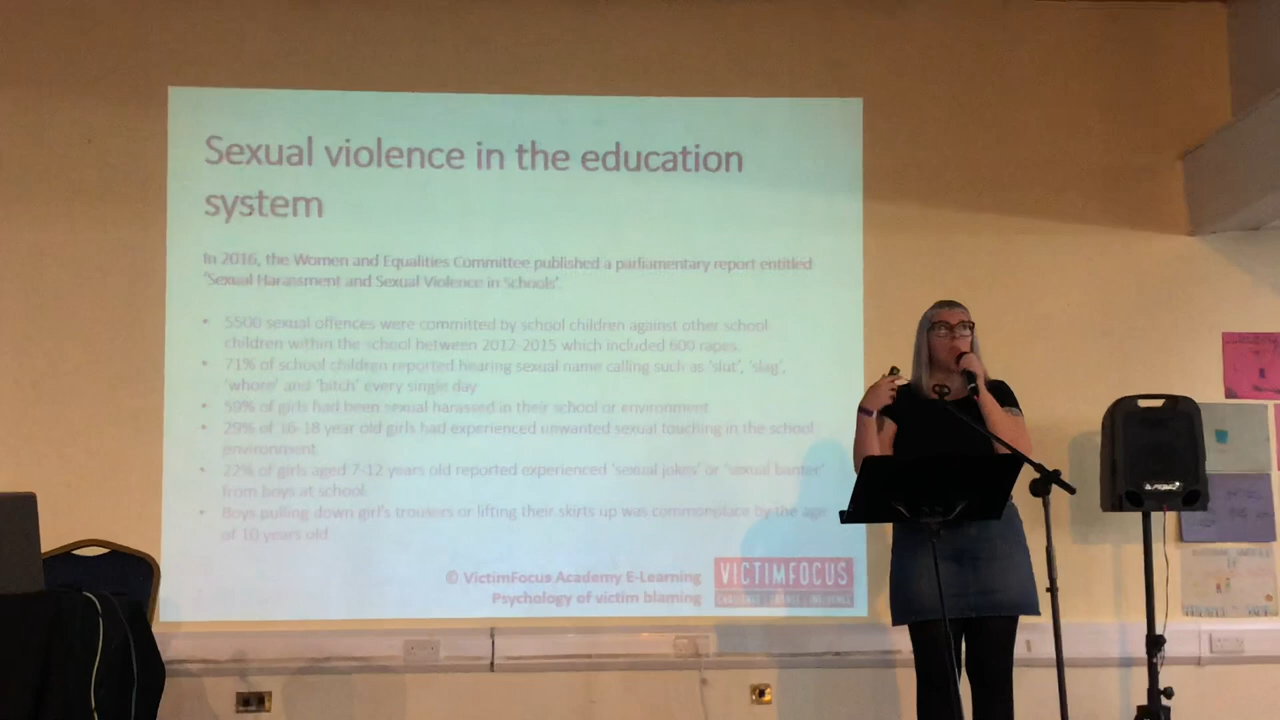 Sexual violence in the education
system
In 2016, the Women and Equalities Committee published a parliamentary report entitled
'Sexual Harassment and Sexual Violence in Schools'.
• 5500 sexual offences were committed by school children against other school
children within the school between 2012-2015 which included 600 rapes.
• 71% of school children reported hearing sexual name calling such as 'slut', 'slag',
'whore' and 'bitch' every single day
• 59% of girls had been sexual harassed in their school or environment
• 29% of 16-18 year old girls had experienced unwanted sexual touching in the school
environment
• 22% of girls aged 7-12 years old reported experienced 'sexual jokes' or 'sexual banter'
from boys at school
• Boys pulling down girl's trousers or lifting their skirts up was commonplace by the age
of 10 years old
© VictimFocus Academy E-Learning
Psychology of victim blaming
VICTIMFOCUS